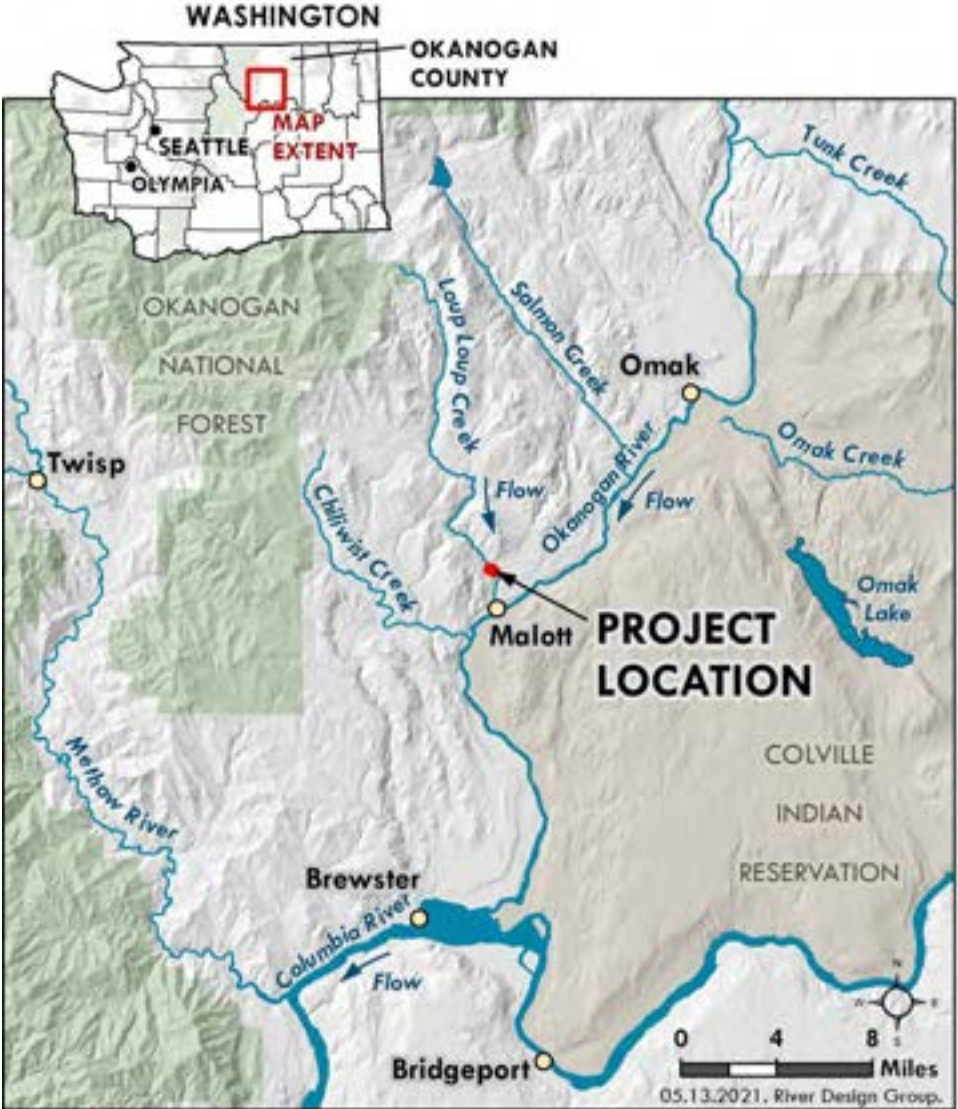 WASHINGTON
OKANOGAN
COUNTY
MAP
EXTENT
SEATTLE
OLYMPIA
Tunk Creek
OKANOGAN
NATIONAL
FOREST
Loup Loup Creek
Salmon Creek
Omak
Okanogan River
Omak Creek
Twisp
Flow
Flow
Chiliwist Creek
Omak
Lake
Malott
PROJECT
LOCATION
Methow River
COLVILLE
INDIAN
RESERVATION
Brewster
Columbia River
Flow
N
W
E
S
0 4 8
Miles
Bridgeport
05.13.2021. River Design Group.